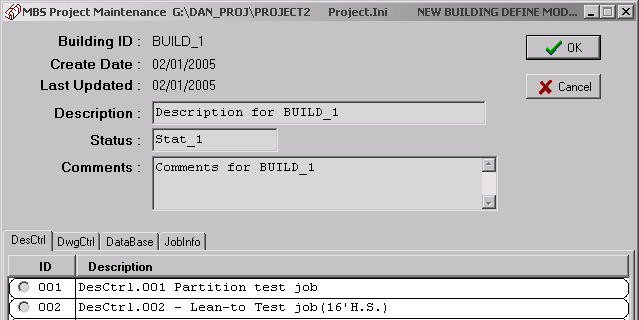 MBS Project Maintenance G:\DAN_PROJ\PROJECT2 Project.Ini NEW BUILDING DEFINE MOD...
Building ID : BUILD_1
OK
Create Date : 02/01/2005
Last Updated : 02/01/2005
Cancel
Description : Description for BUILD_1
Status : Stat_1
Comments : Comments for BUILD_1
DesCtrl DwgCtrl DataBase JobInfo
ID Description
001 DesCtrl.001 Partition test job
002 DesCtrl.002 - Lean-to Test job(16'H.S.)